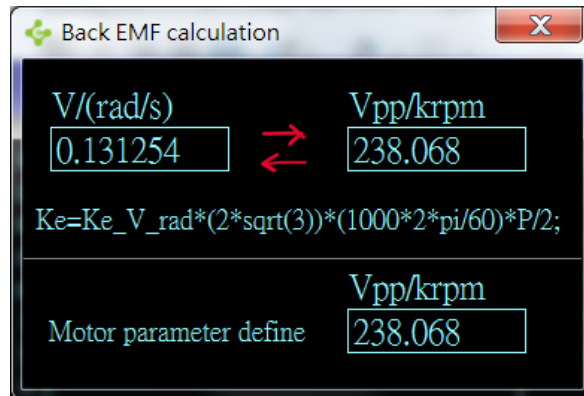 Back EMF calculation
X
V/(rad/s) Vpp/krpm
0.131254 238.068
Ke=Ke_V_rad*(2*sqrt(3))*(1000*2*pi/60)*P/2;
Vpp/krpm
Motor parameter define 238.068